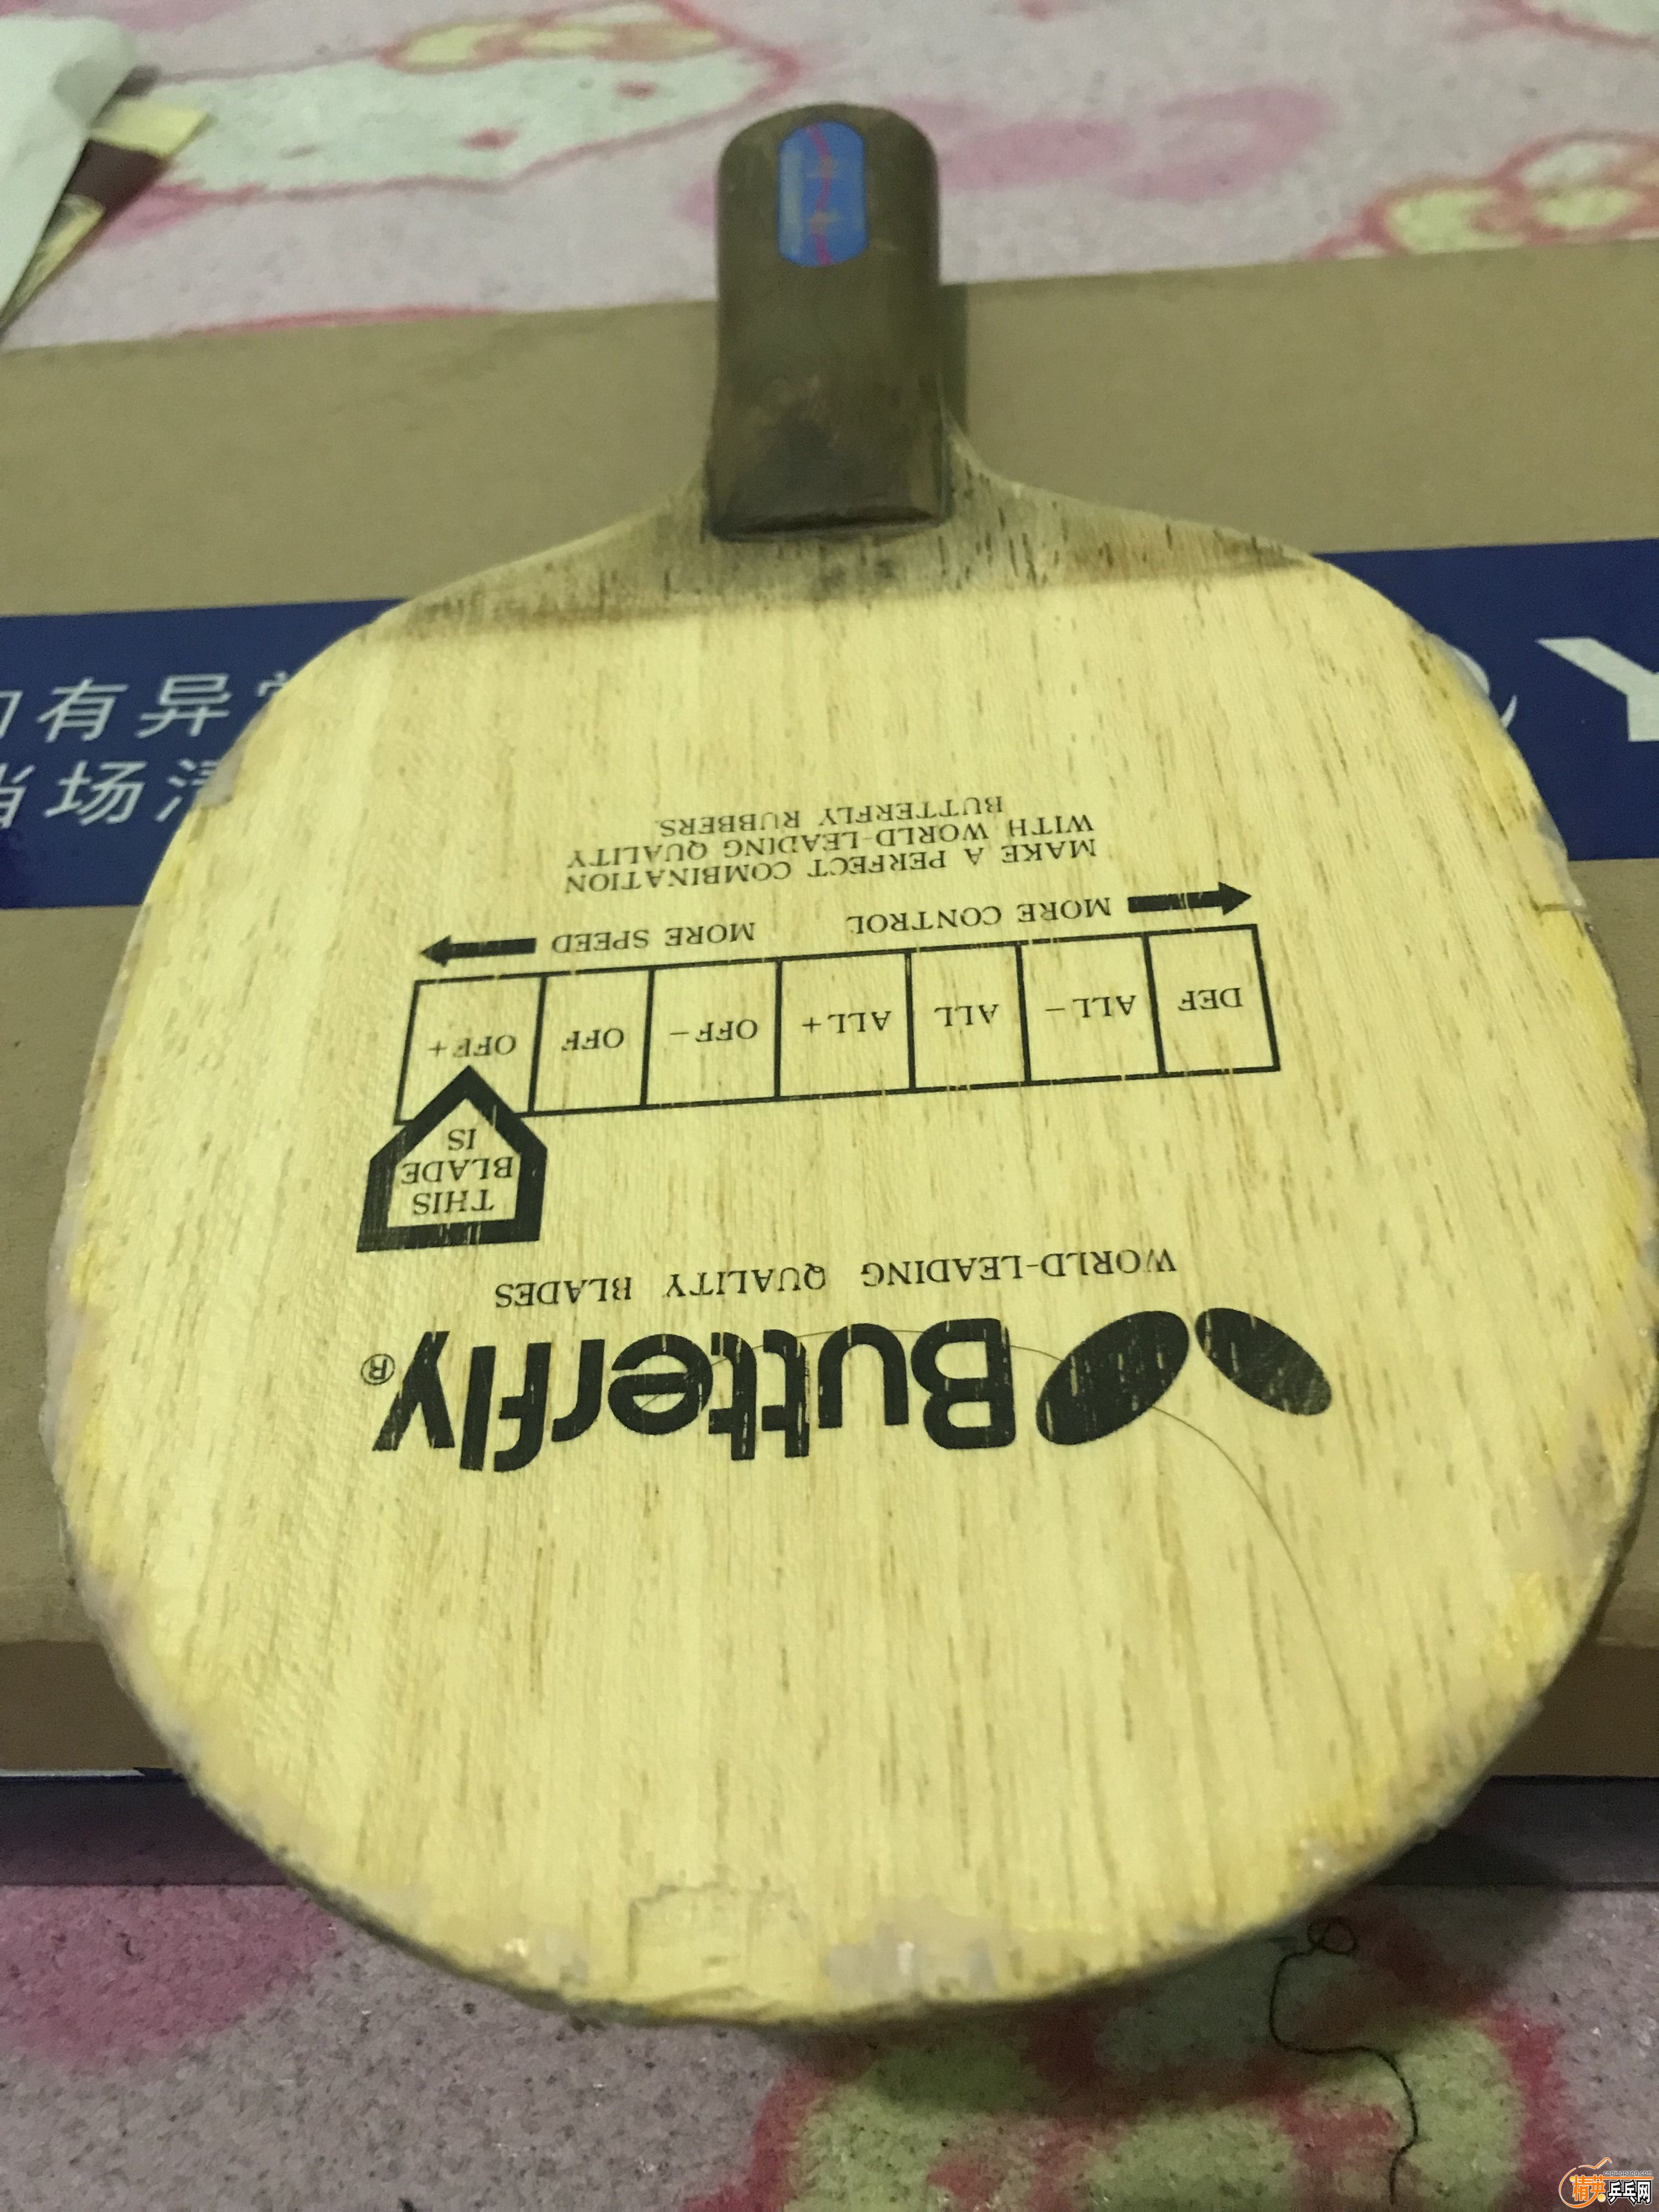 Butterfly®
WORLD-LEADING QUALITY BLADES
THIS
BLADE
IS
DEF ALL− ALL ALL+ OFF− OFF OFF+
MORE CONTROL MORE SPEED
MAKE A PERFECT COMBINATION
WITH WORLD-LEADING QUALITY
BUTTERFLY RUBBERS.
有异
当场
Y
精英乒乓网